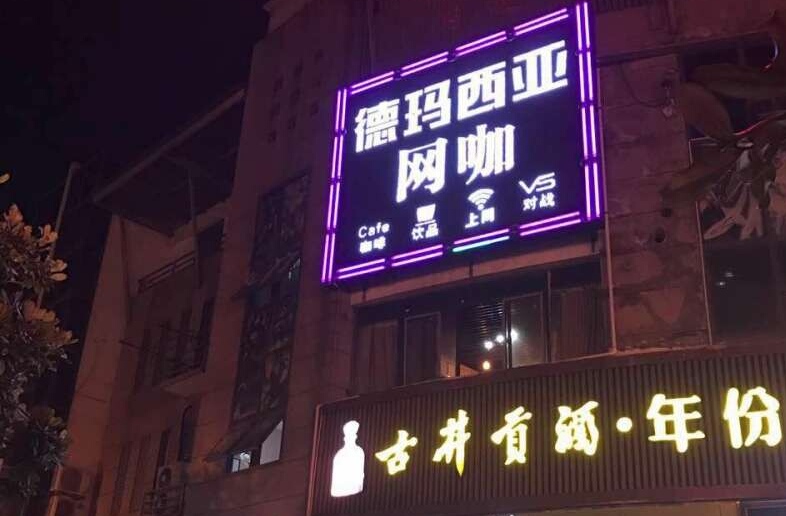 德玛西亚
网咖
Cafe 咖啡
饮品
上网
VS 对战
古井贡酒·年份